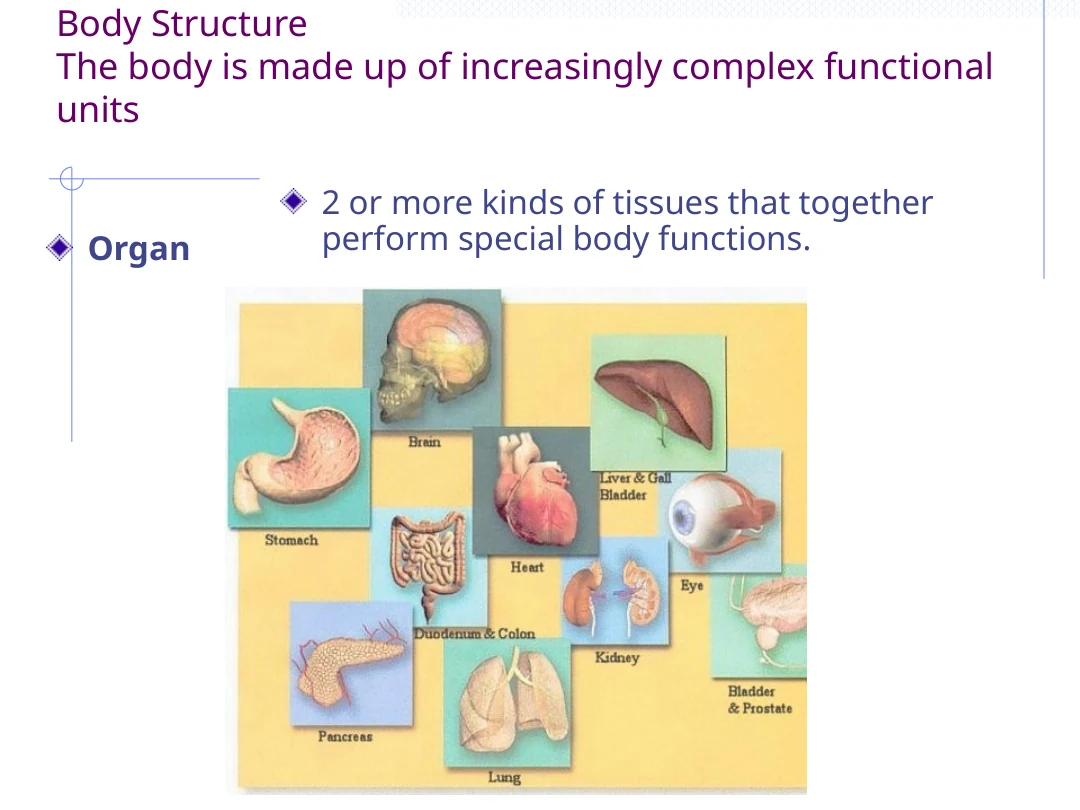 Body Structure
The body is made up of increasingly complex functional
units
2 or more kinds of tissues that together
perform special body functions.
Organ
Brain
Liver & Gall
Bladder
Stomach
Heart
Eye
Duodenum & Colon
Kidney
Bladder
& Prostate
Pancreas
Lung